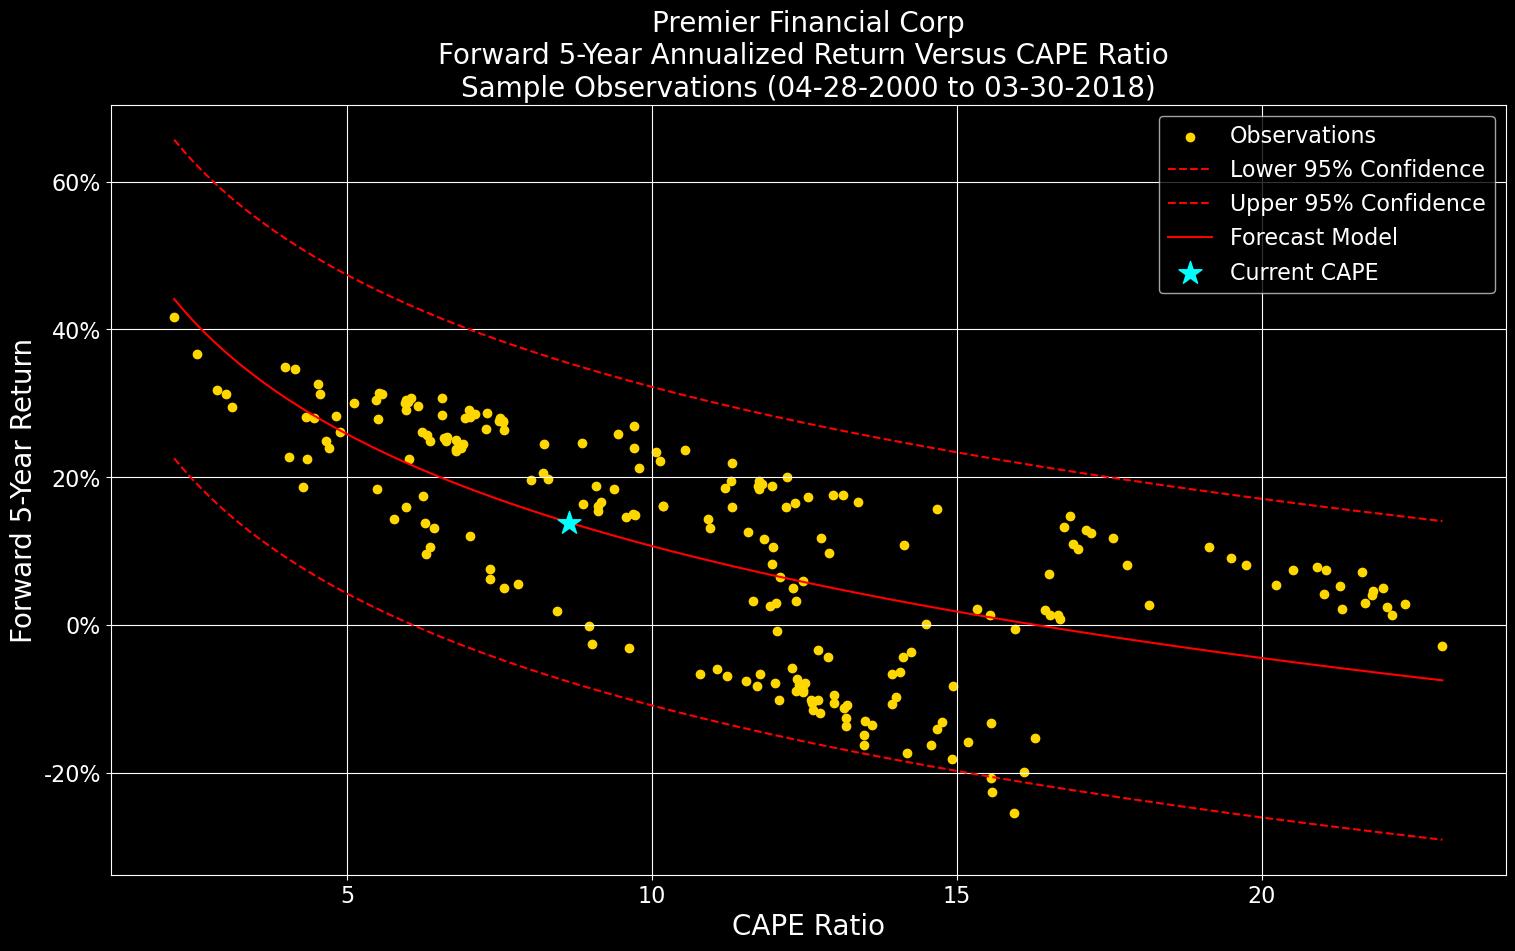 Premier Financial Corp
Forward 5-Year Annualized Return Versus CAPE Ratio
Sample Observations (04-28-2000 to 03-30-2018)
Observations
Lower 95% Confidence
Upper 95% Confidence
Forecast Model
Current CAPE
Forward 5-Year Return
60%
40%
20%
0%
-20%
5
10
15
20
CAPE Ratio